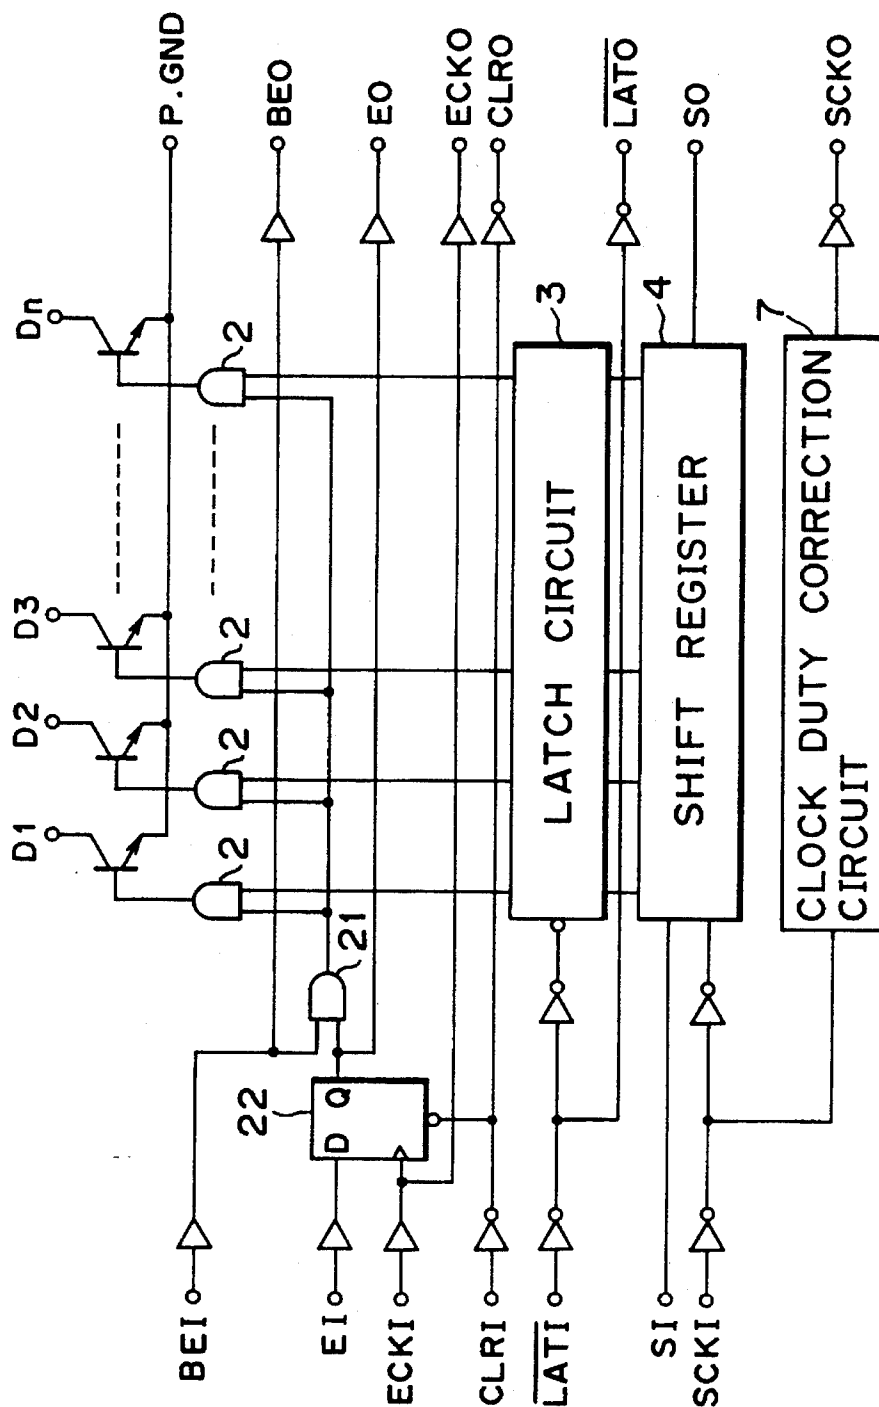 D1
D2
D3
Dn
P.GND
BEO
EO
ECKO
CLRO
LATO
SO
SCKO
2
2
2
2
21
22
D Q
LATCH CIRCUIT
3
SHIFT REGISTER
4
CLOCK DUTY CORRECTION
CIRCUIT
7
BEI
EI
ECKI
CLRI
LATI
SI
SCKI